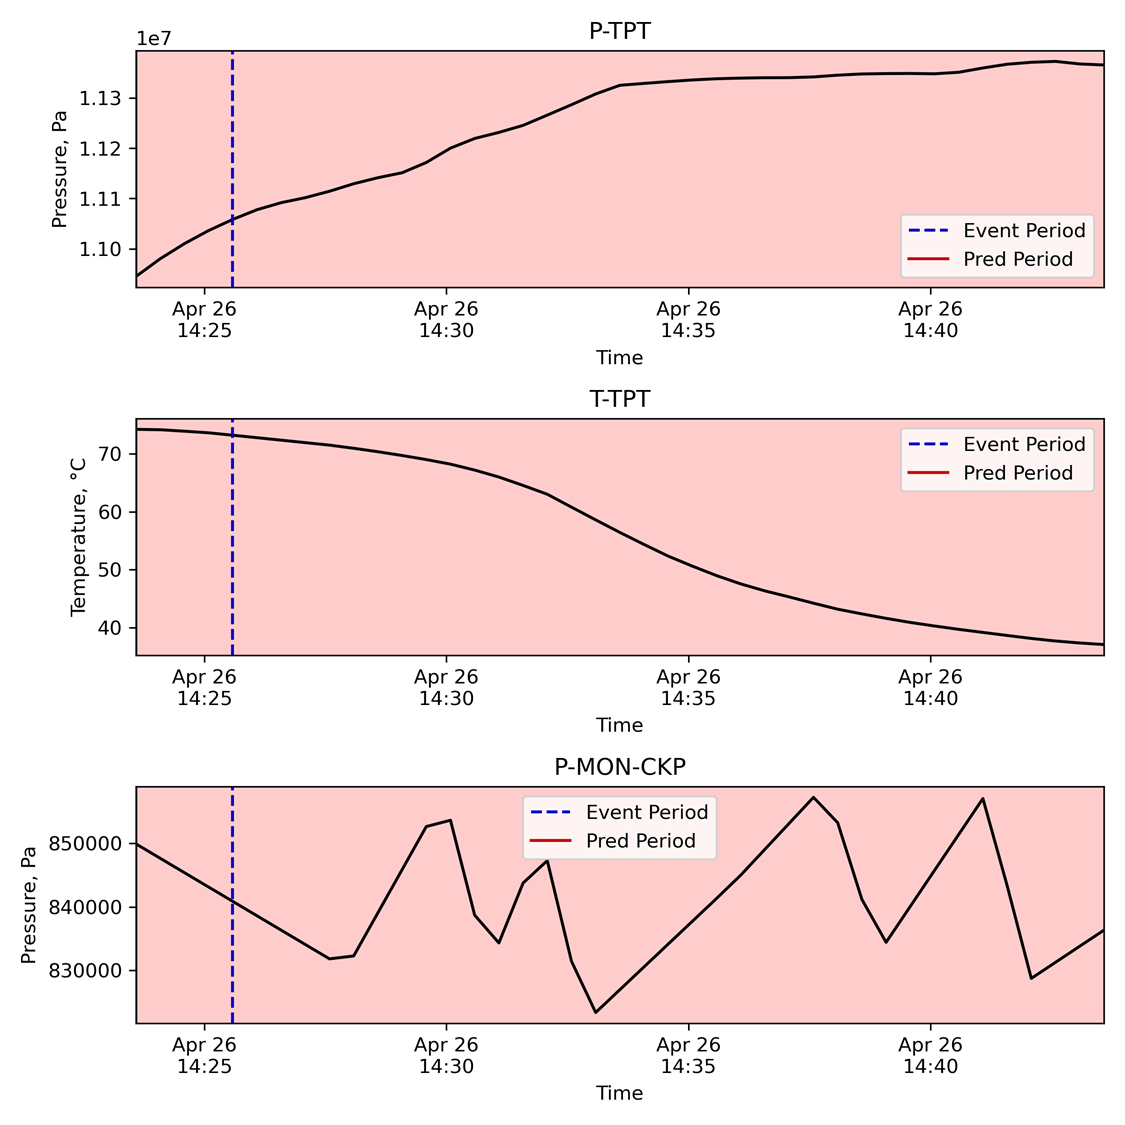 P-TPT
1e7
1.13
1.12
1.11
1.10
Pressure, Pa
Event Period
Pred Period
Apr 26
14:25
Apr 26
14:30
Apr 26
14:35
Apr 26
14:40
Time
T-TPT
70
60
50
40
Temperature, °C
Event Period
Pred Period
Apr 26
14:25
Apr 26
14:30
Apr 26
14:35
Apr 26
14:40
Time
P-MON-CKP
850000
840000
830000
Pressure, Pa
Event Period
Pred Period
Apr 26
14:25
Apr 26
14:30
Apr 26
14:35
Apr 26
14:40
Time